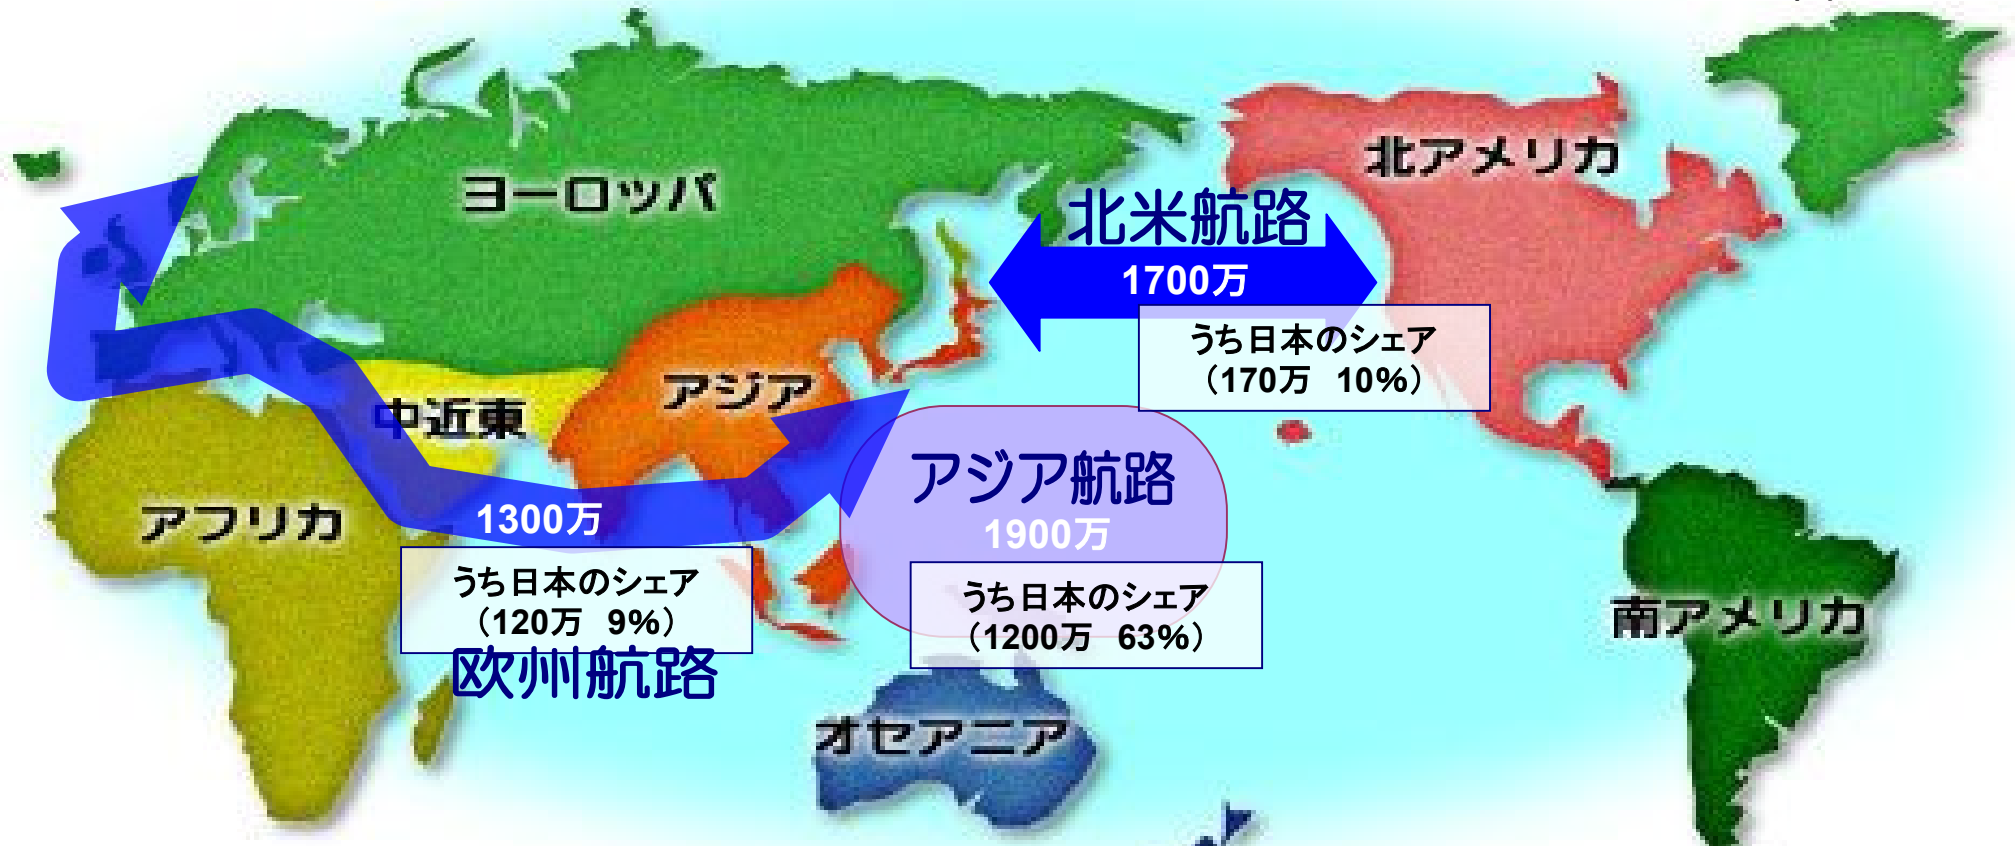 ヨーロッパ
北アメリカ
北米航路
1700万
うち日本のシェア
（170万　10%）
アジア
中近東
アフリカ
アジア航路
1900万
うち日本のシェア
（1200万　63%）
1300万
うち日本のシェア
（120万　9%）
欧州航路
南アメリカ
オセアニア